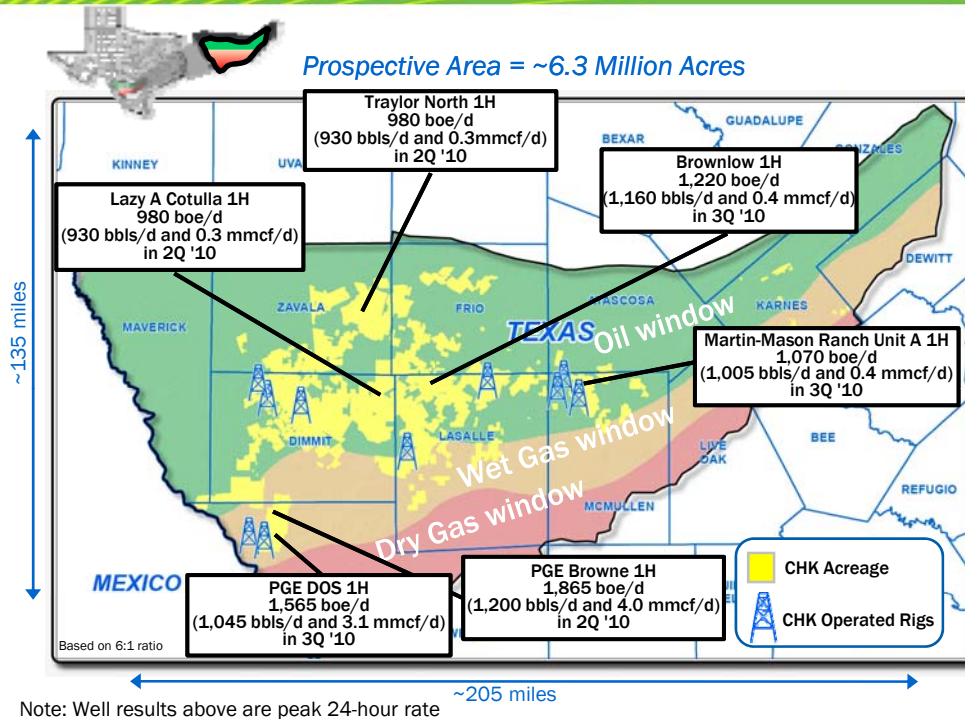 Prospective Area = ~6.3 Million Acres
Traylor North 1H
980 boe/d
(930 bbls/d and 0.3mmcf/d)
in 2Q '10
GUADALUPE
BEXAR
GONZALES
KINNEY
UVA
Brownlow 1H
1,220 boe/d
(1,160 bbls/d and 0.4 mmcf/d)
in 3Q '10
Lazy A Cotulla 1H
980 boe/d
(930 bbls/d and 0.3 mmcf/d)
in 2Q '10
DEWITT
ZAVALA
FRIO
ATASCOSA
KARNES
MAVERICK
TEXAS
Oil window
Martin-Mason Ranch Unit A 1H
1,070 boe/d
(1,005 bbls/d and 0.4 mmcf/d)
in 3Q '10
~135 miles
DIMMIT
LASALLE
Wet Gas window
LIVE
OAK
BEE
REFUGIO
Dry Gas window
MCMULLEN
MEXICO
PGE DOS 1H
1,565 boe/d
(1,045 bbls/d and 3.1 mmcf/d)
in 3Q '10
PGE Browne 1H
1,865 boe/d
(1,200 bbls/d and 4.0 mmcf/d)
in 2Q '10
CHK Acreage
CHK Operated Rigs
Based on 6:1 ratio
~205 miles
Note: Well results above are peak 24-hour rate